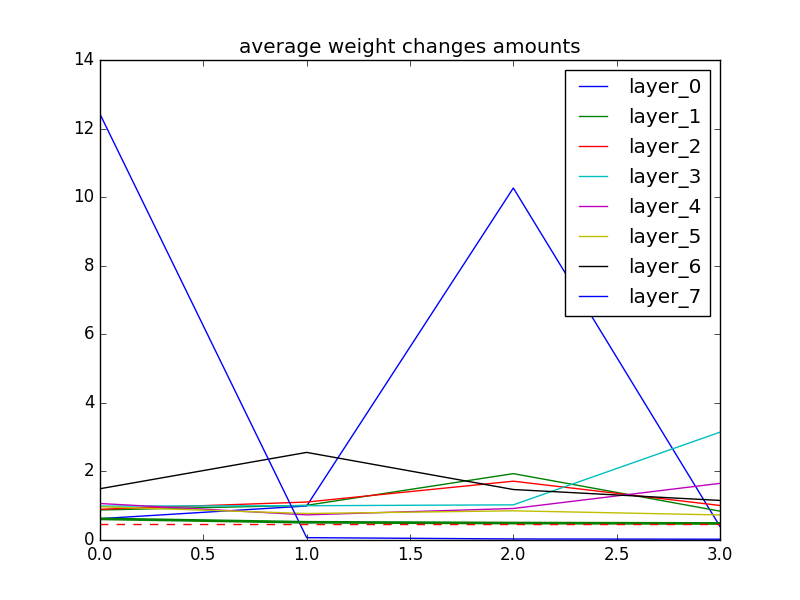 average weight changes amounts
14
12
10
8
6
4
2
0
layer_0
layer_1
layer_2
layer_3
layer_4
layer_5
layer_6
layer_7
0.0 0.5 1.0 1.5 2.0 2.5 3.0